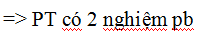 => PT có 2 nghiệm pb